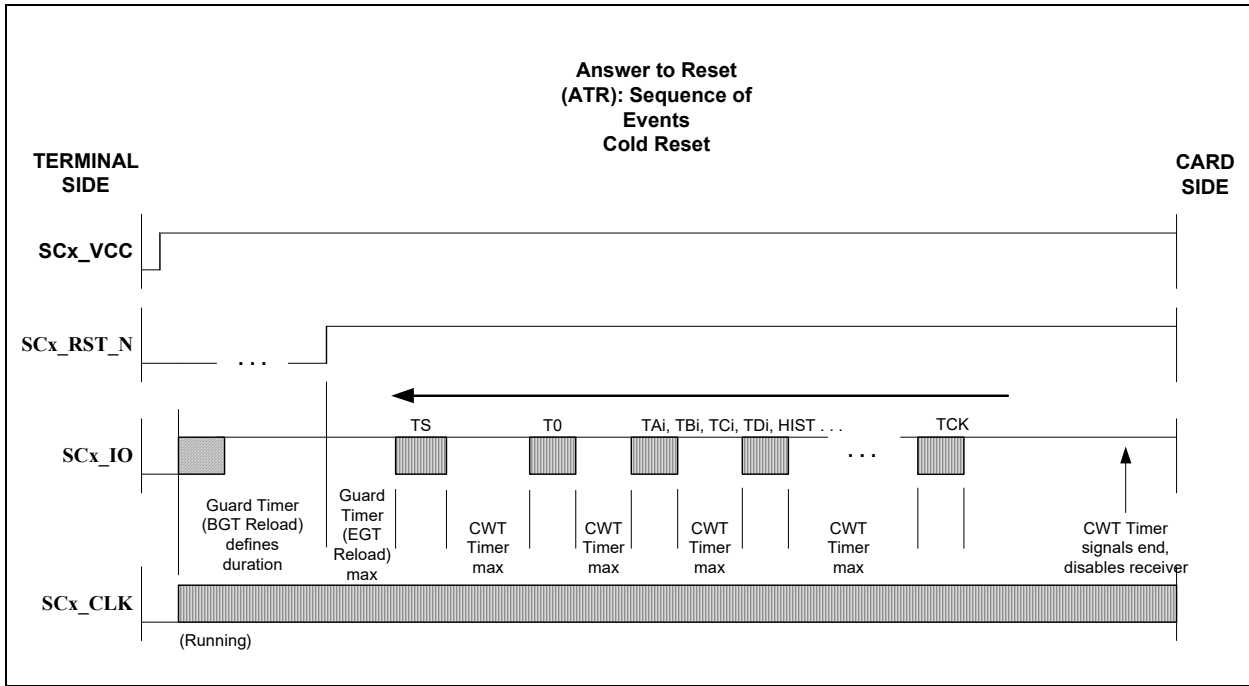 Answer to Reset
(ATR): Sequence of
Events
Cold Reset
TERMINAL
SIDE
CARD
SIDE
SCx_VCC
SCx_RST_N
. . .
TS
T0
TAi, TBi, TCi, TDi, HIST . . .
TCK
SCx_IO
. . .
Guard Timer
(BGT Reload)
defines
duration
Guard
Timer
(EGT
Reload)
max
CWT
Timer
max
CWT
Timer
max
CWT
Timer
max
CWT
Timer
max
CWT Timer
signals end,
disables receiver
SCx_CLK
(Running)